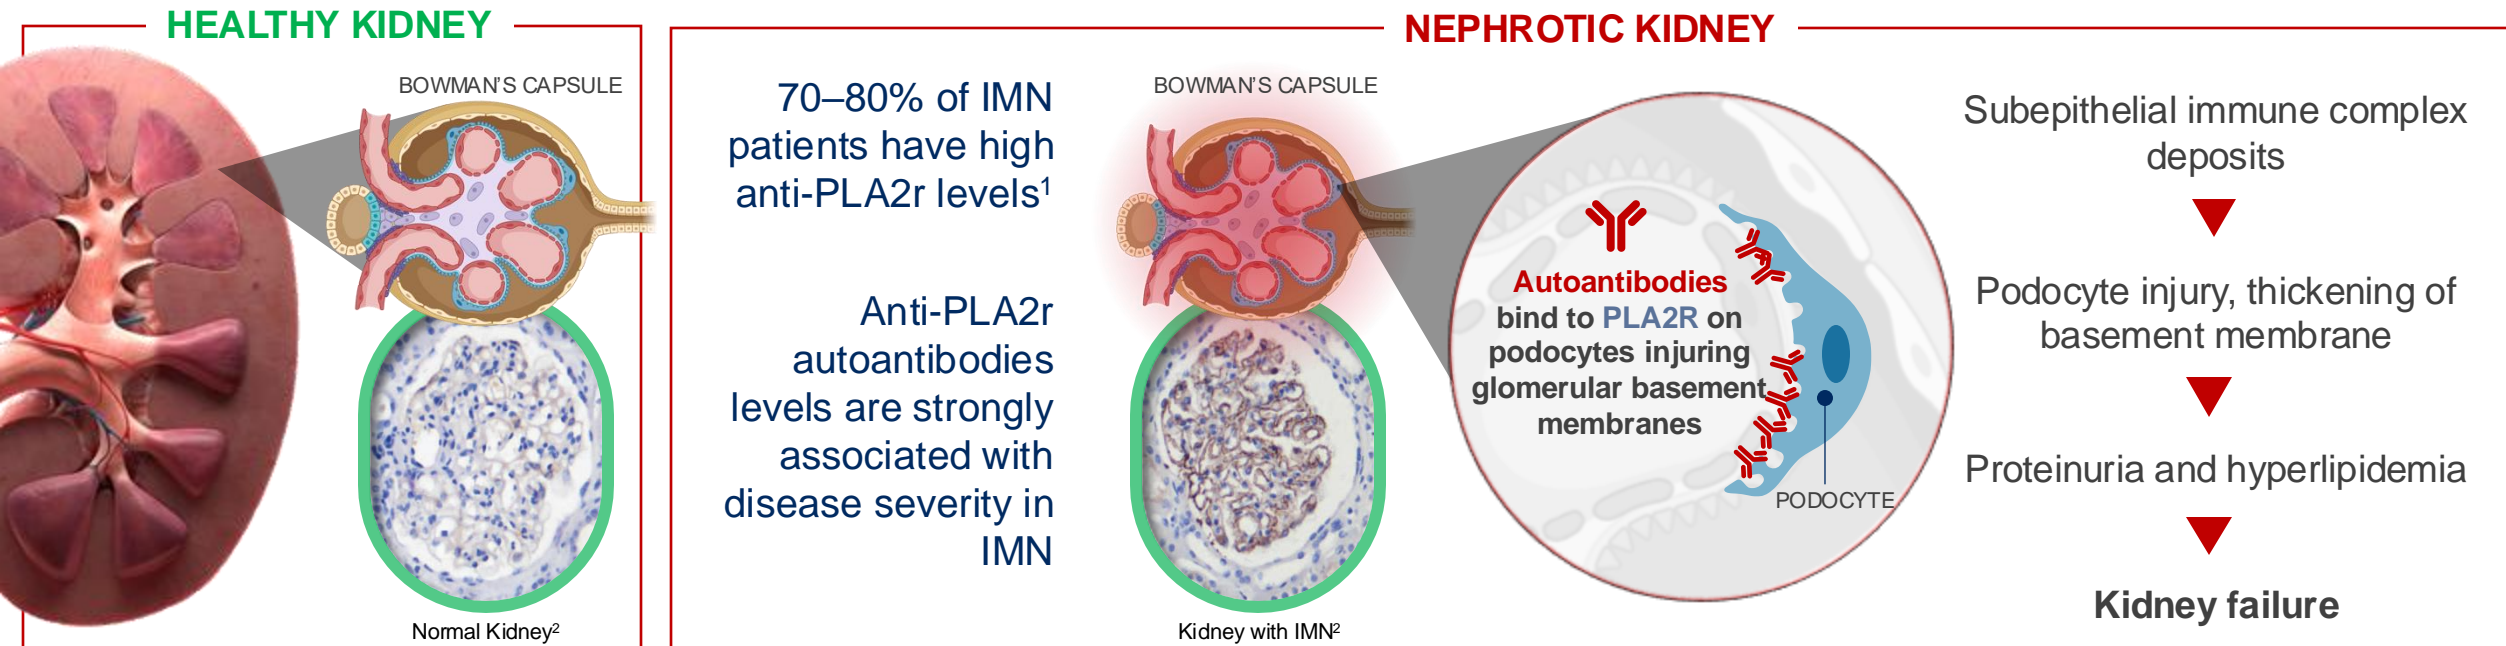 HEALTHY KIDNEY
BOWMAN'S CAPSULE
Normal Kidney²
NEPHROTIC KIDNEY
70–80% of IMN
patients have high
anti-PLA2r levels¹
Anti-PLA2r
autoantibodies
levels are strongly
associated with
disease severity in
IMN
BOWMAN'S CAPSULE
Kidney with IMN²
Autoantibodies
bind to PLA2R on
podocytes injuring
glomerular basement
membranes
PODOCYTE
Subepithelial immune complex
deposits
Podocyte injury, thickening of
basement membrane
Proteinuria and hyperlipidemia
Kidney failure